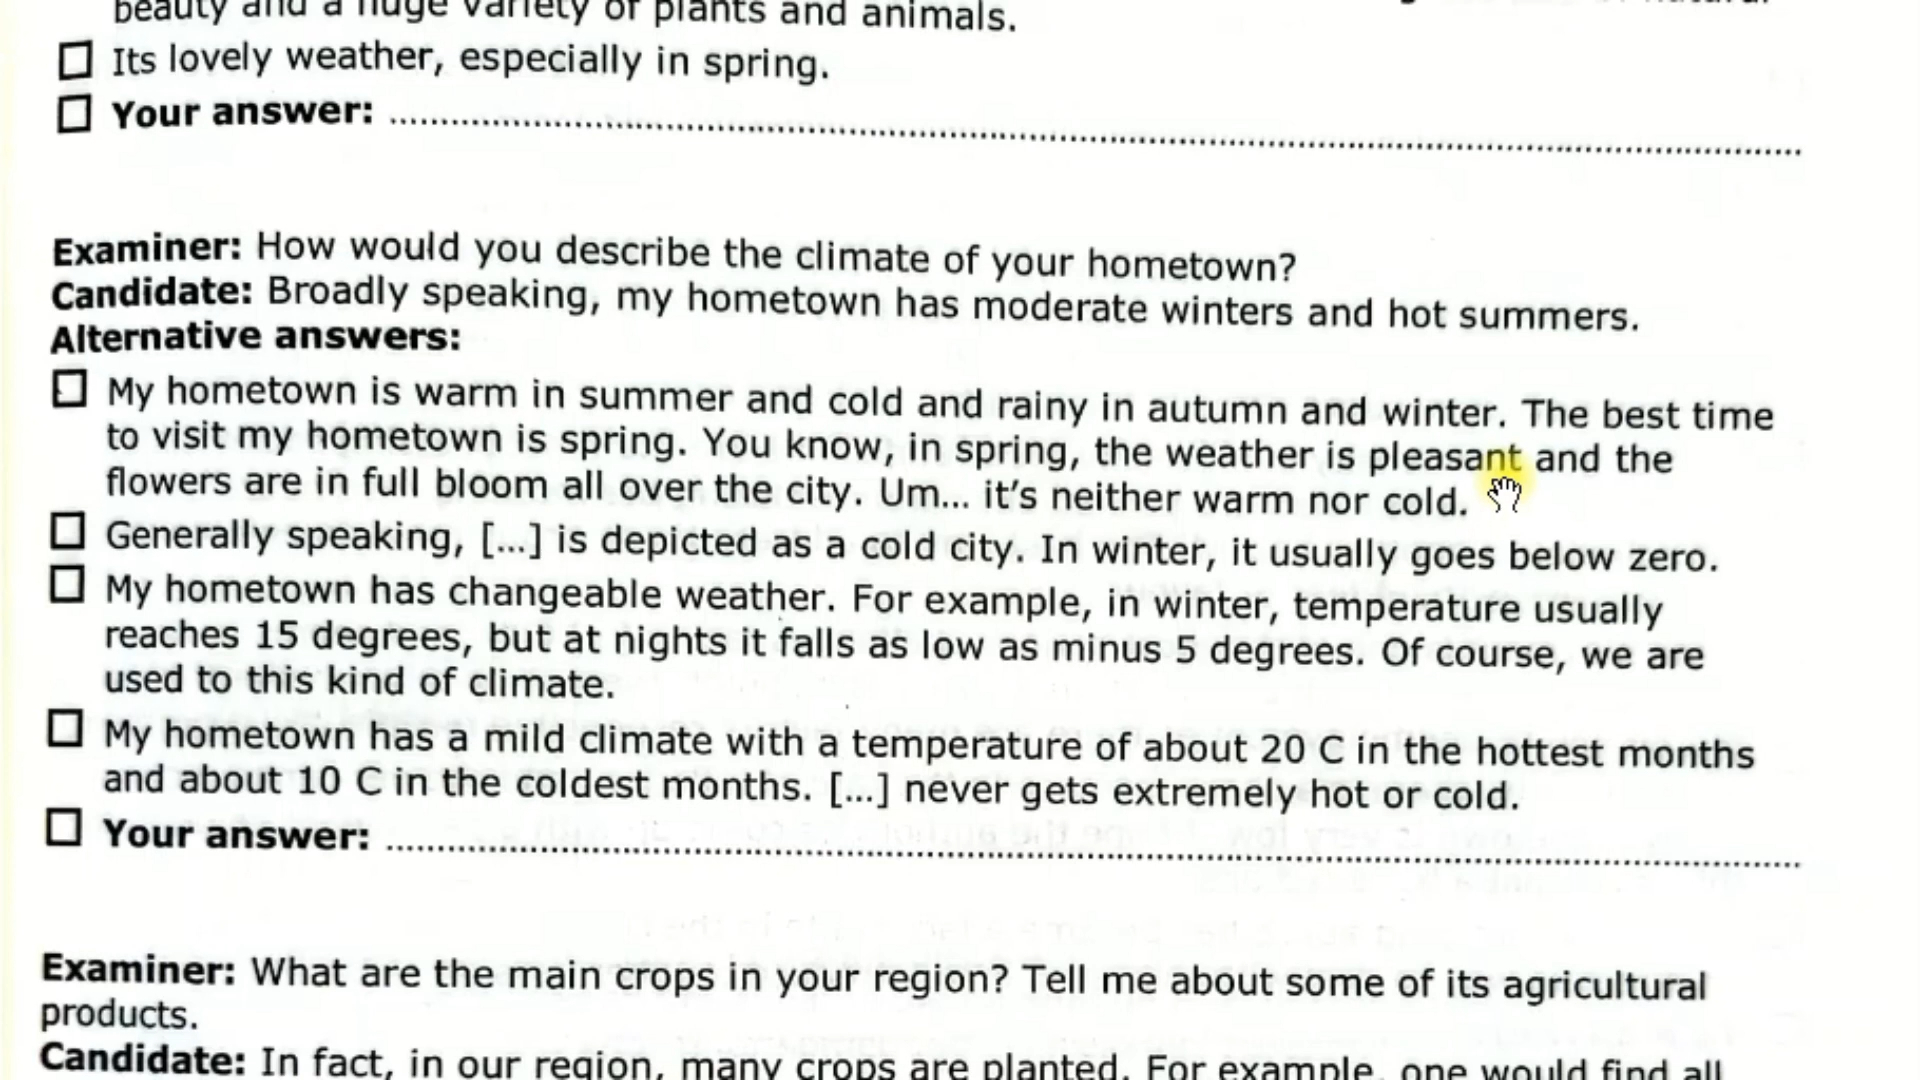 beauty and a huge variety of plants and animals.
☐ Its lovely weather, especially in spring.
☐ Your answer: ........................................................................
Examiner: How would you describe the climate of your hometown?
Candidate: Broadly speaking, my hometown has moderate winters and hot summers.
Alternative answers:
☐ My hometown is warm in summer and cold and rainy in autumn and winter. The best time
to visit my hometown is spring. You know, in spring, the weather is pleasant and the
flowers are in full bloom all over the city. Um... it's neither warm nor cold.
☐ Generally speaking, [...] is depicted as a cold city. In winter, it usually goes below zero.
☐ My hometown has changeable weather. For example, in winter, temperature usually
reaches 15 degrees, but at nights it falls as low as minus 5 degrees. Of course, we are
used to this kind of climate.
☐ My hometown has a mild climate with a temperature of about 20 C in the hottest months
and about 10 C in the coldest months. [...] never gets extremely hot or cold.
☐ Your answer: ........................................................................
Examiner: What are the main crops in your region? Tell me about some of its agricultural
products.
Candidate: In fact, in our region, many crops are planted. For example, one would find all